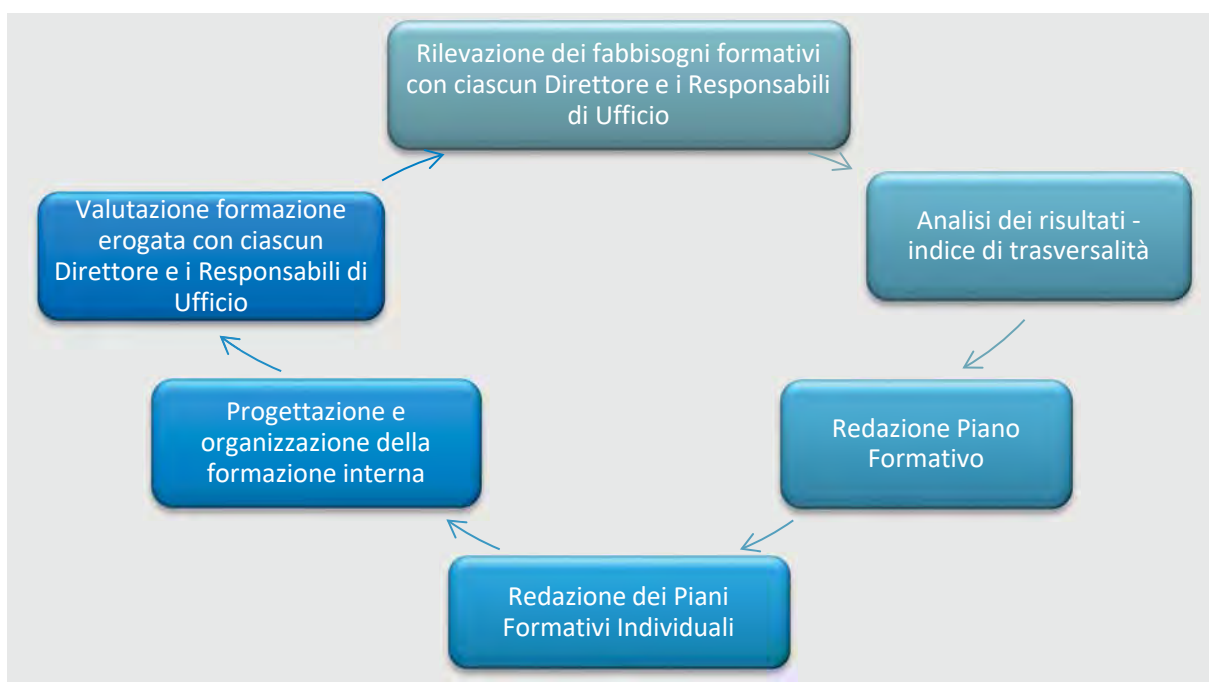 Rilevazione dei fabbisogni formativi
con ciascun Direttore e i Responsabili
di Ufficio
Analisi dei risultati -
indice di trasversalità
Redazione Piano
Formativo
Redazione dei Piani
Formativi Individuali
Progettazione e
organizzazione della
formazione interna
Valutazione formazione
erogata con ciascun
Direttore e i Responsabili di
Ufficio